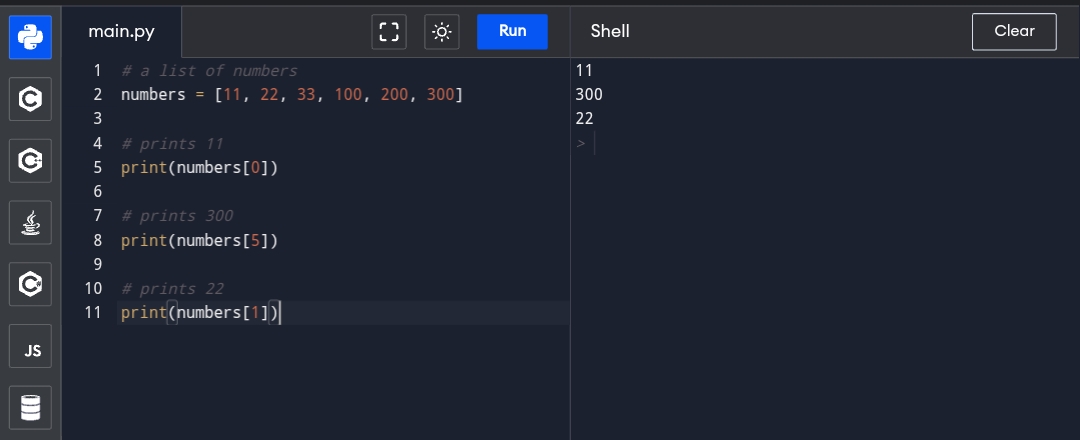 main.py
Run
Shell
Clear
1 # a list of numbers
2 numbers = [11, 22, 33, 100, 200, 300]
3
4 # prints 11
5 print(numbers[0])
6
7 # prints 300
8 print(numbers[5])
9
10 # prints 22
11 print(numbers[1])
11
300
22
>
C
C++
C#
JS